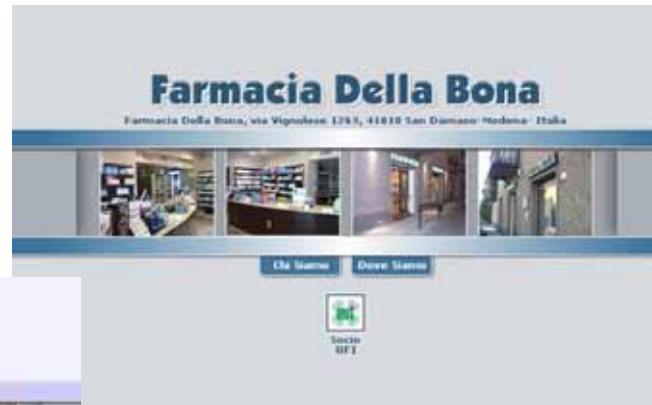 Farmacia Della Bona
Farmacia Della Bona, via Vignolese 1263, 41010 San Damaso-Modena- Italia
Chi Siamo
Dove Siamo
Socio
UFI